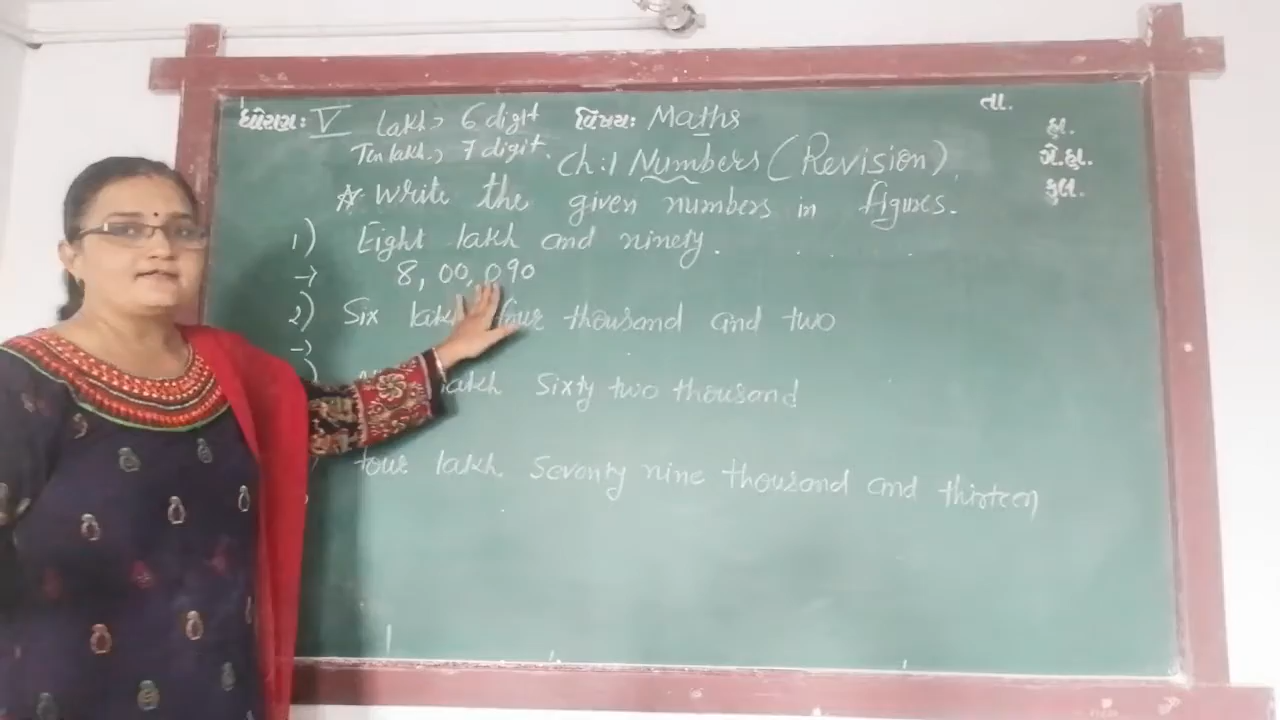 ધોરણઃ V Lakh → 6 digit વિષયઃ Maths તા.
Ten lakh → 7 digit. Ch:1 Numbers (Revision). હા.
ગે.હા.
* Write the given numbers in figures. કુલ.
1) Eight lakh and ninety.
→ 8,00,090
2) Six lakh four thousand and two
→
lakh Sixty two thousand
four lakh Seventy nine thousand and thirteen